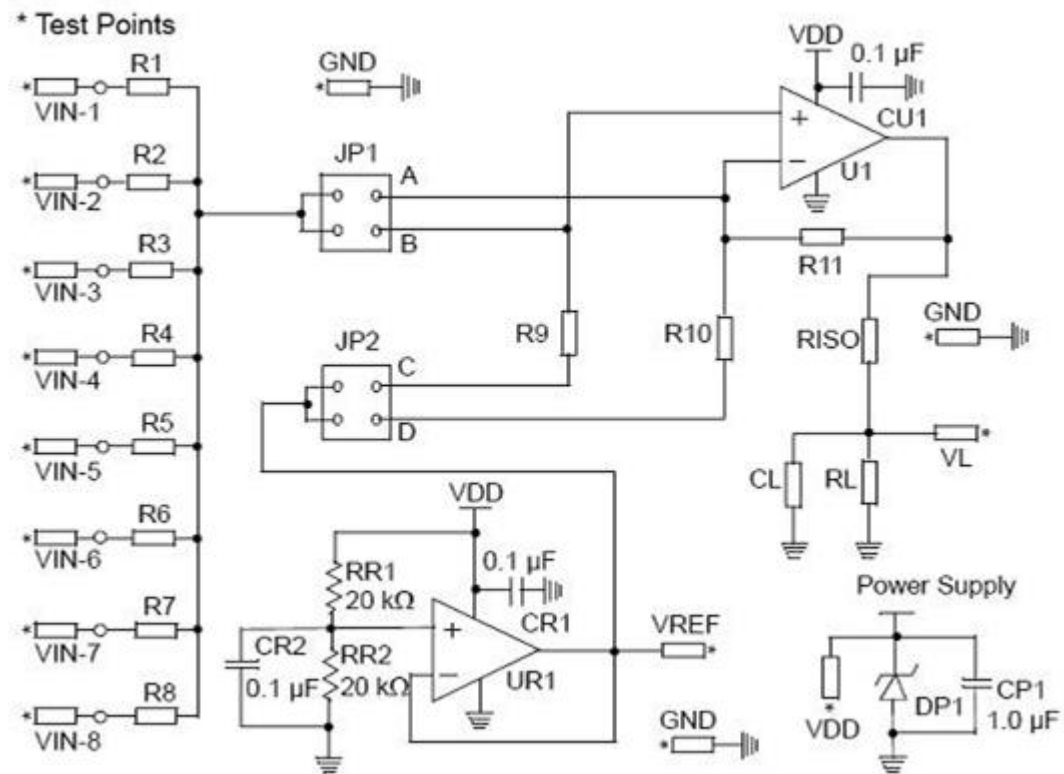 * Test Points
R1
* VIN-1
R2
* VIN-2
R3
* VIN-3
R4
* VIN-4
R5
* VIN-5
R6
* VIN-6
R7
* VIN-7
R8
* VIN-8
GND
*
JP1
A
B
JP2
C
D
R9
R10
R11
VDD
0.1 µF
CU1
+
−
U1
RISO
GND
*
VL
*
CL
RL
VDD
0.1 µF
CR1
RR1
20 kΩ
RR2
20 kΩ
CR2
0.1 µF
+
−
UR1
VREF
*
GND
*
Power Supply
*
VDD
DP1
CP1
1.0 µF